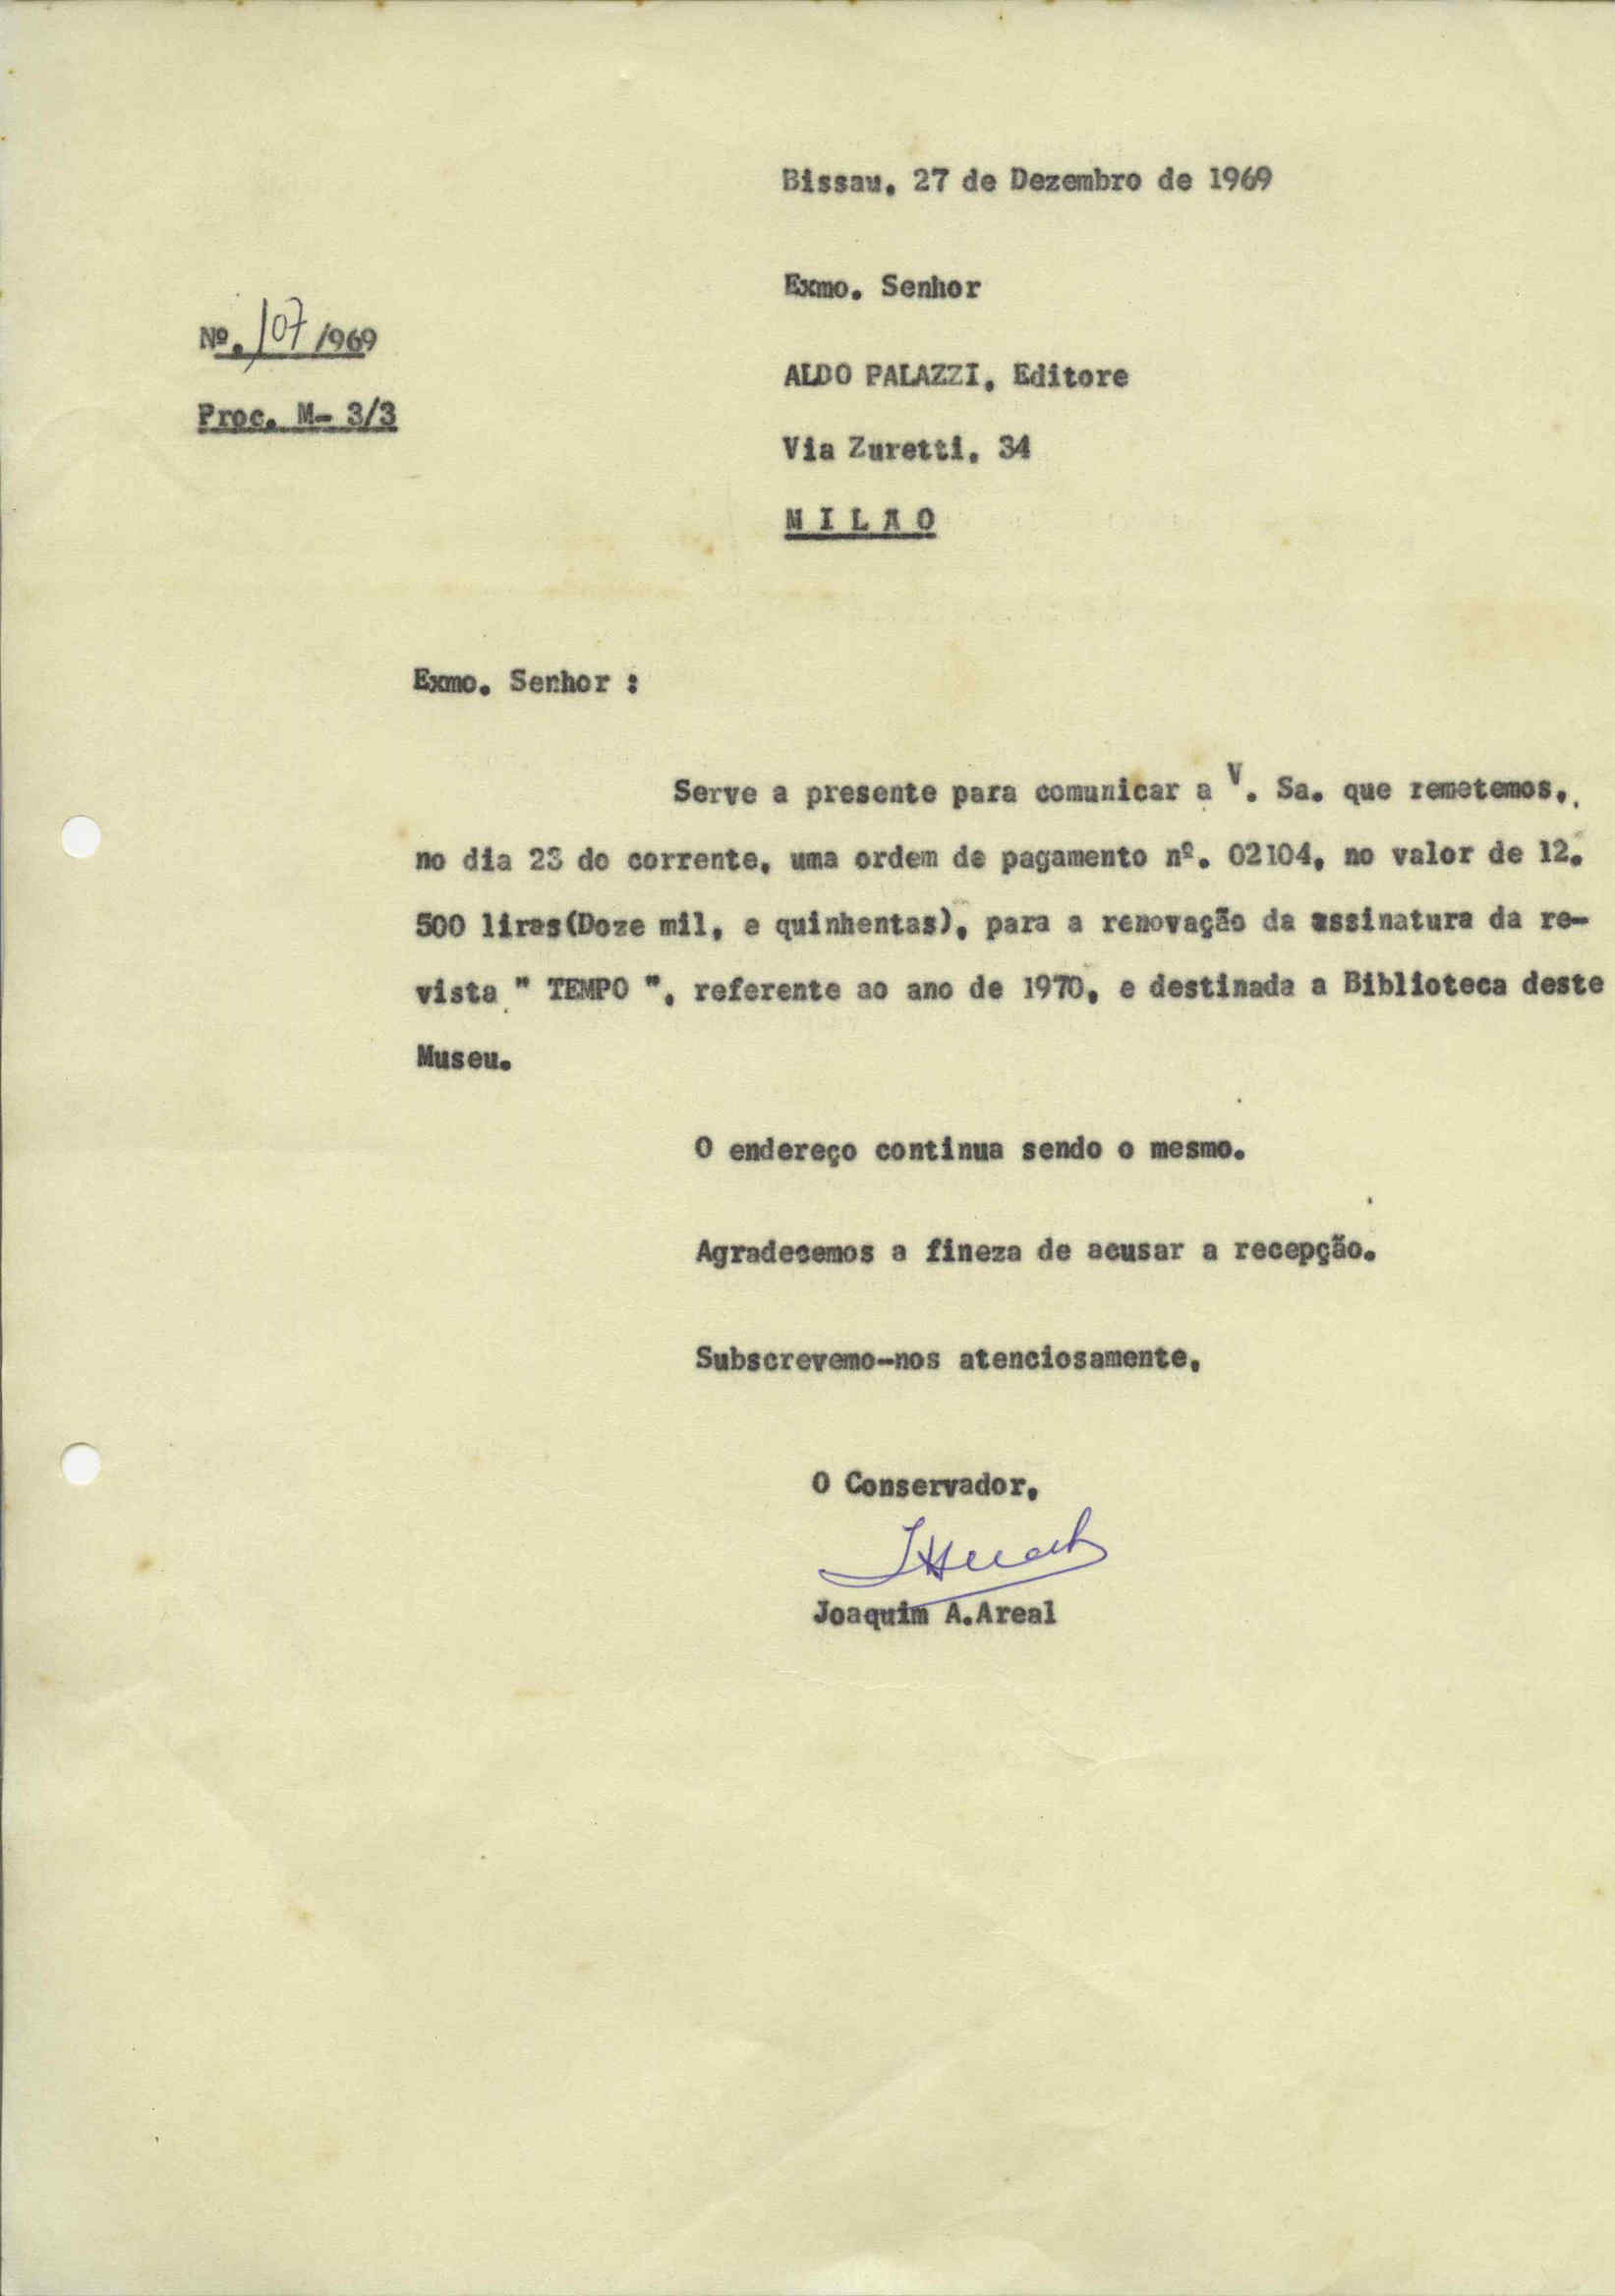 Bissau, 27 de Dezembro de 1969
Exmo. Senhor
Nº. 107/969
ALDO PALAZZI, Editore
Proc. M- 3/3
Via Zuretti, 34
M I L A O
Exmo. Senhor :
Serve a presente para comunicar a V. Sa. que remetemos,
no dia 23 do corrente, uma ordem de pagamento nº. 02104, no valor de 12.
500 liras(Doze mil, e quinhentas), para a renovação da assinatura da re-
vista " TEMPO ", referente ao ano de 1970, e destinada a Biblioteca deste
Museu.
O endereço continua sendo o mesmo.
Agradecemos a fineza de acusar a recepção.
Subscrevemo-nos atenciosamente,
O Conservador,
Joaquim A.Areal